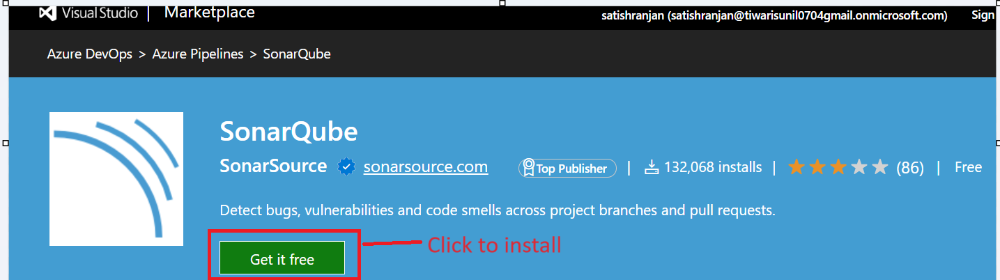 Visual Studio | Marketplace
satishranjan (satishranjan@tiwarisunil0704gmail.onmicrosoft.com) Sign
Azure DevOps > Azure Pipelines > SonarQube
SonarQube
SonarSource sonarsource.com Top Publisher | 132,068 installs | (86) | Free
Detect bugs, vulnerabilities and code smells across project branches and pull requests.
Get it free
Click to install